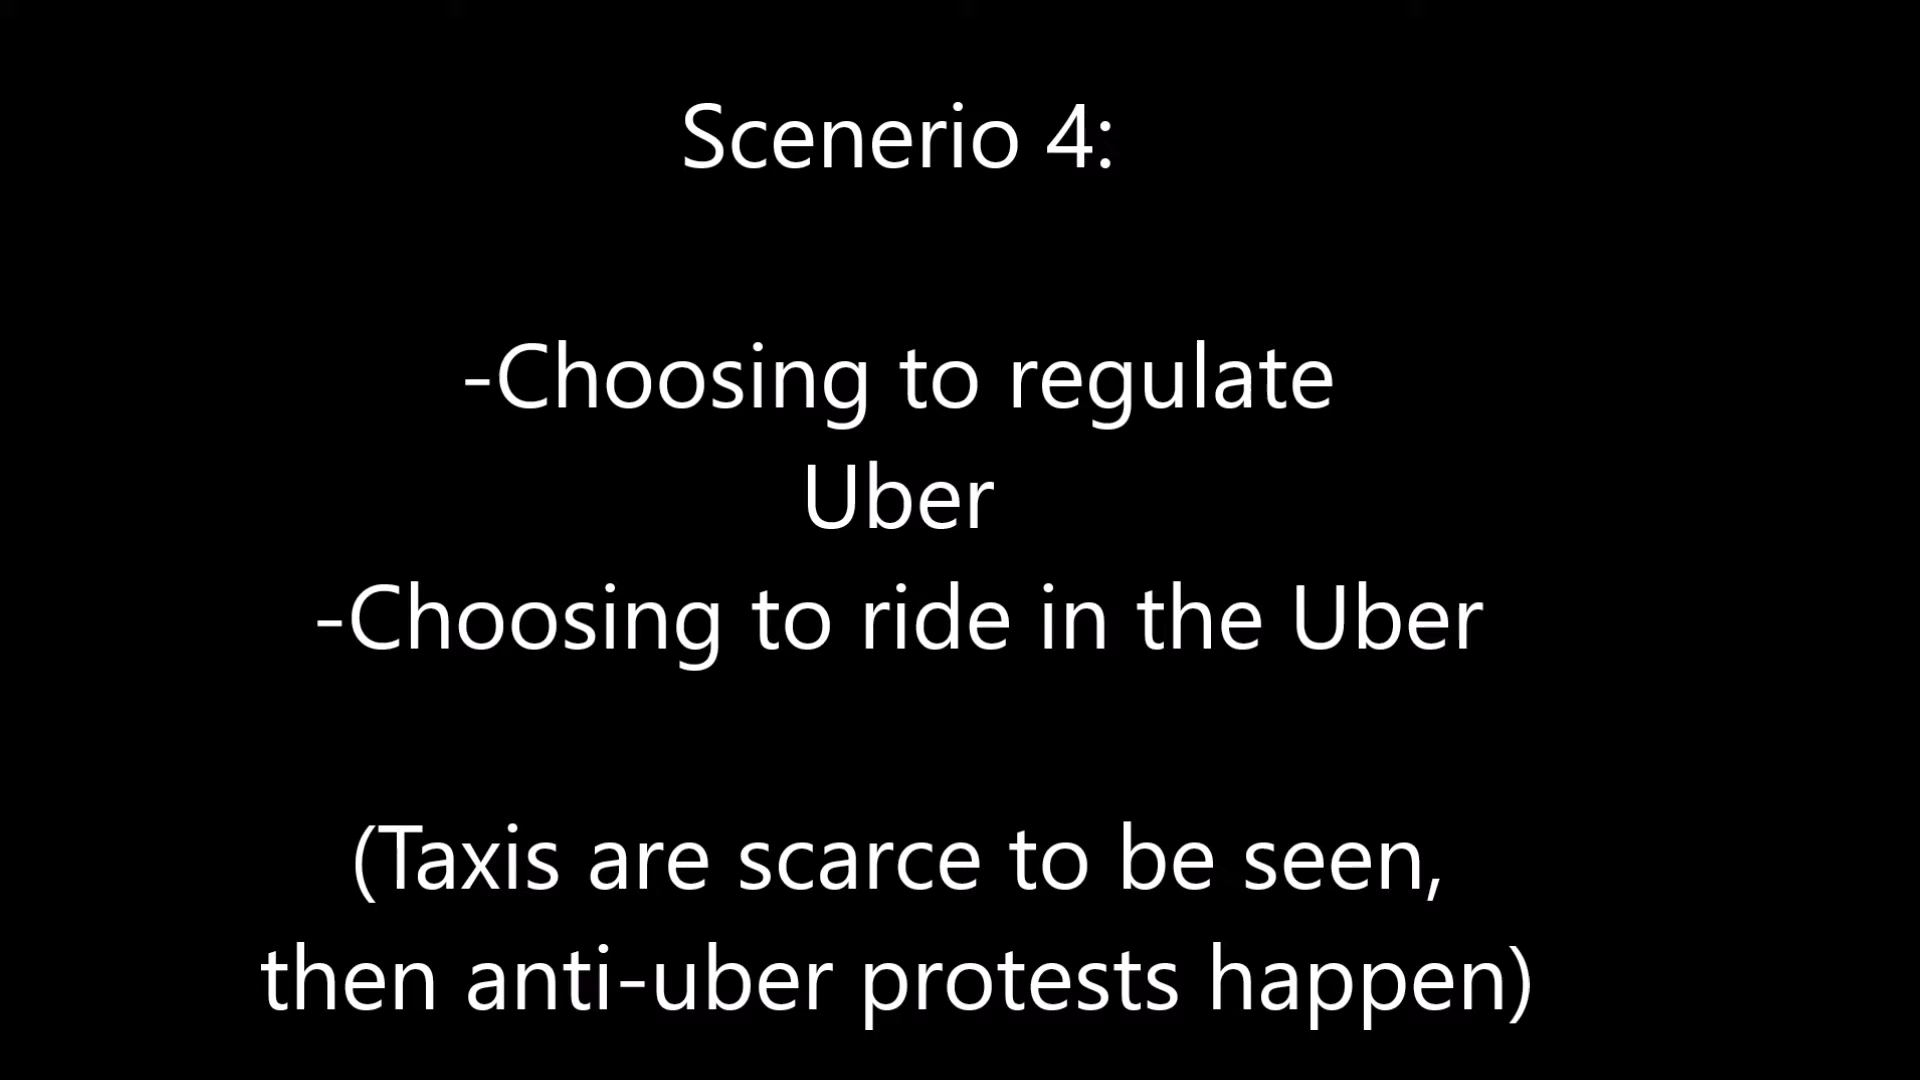 Scenerio 4:
-Choosing to regulate
Uber
-Choosing to ride in the Uber
(Taxis are scarce to be seen,
then anti-uber protests happen)